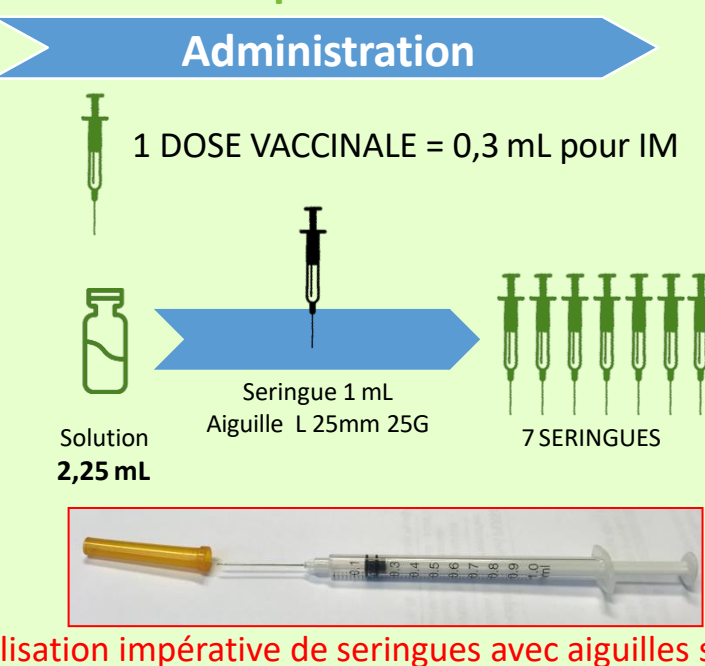 Administration
1 DOSE VACCINALE = 0,3 mL pour IM
Seringue 1 mL
Aiguille L 25mm 25G
Solution
2,25 mL
7 SERINGUES
0.1 0.3 0.4 0.5 0.6 0.7 0.8 0.9 1.0
ml
lisation impérative de seringues avec aiguilles s